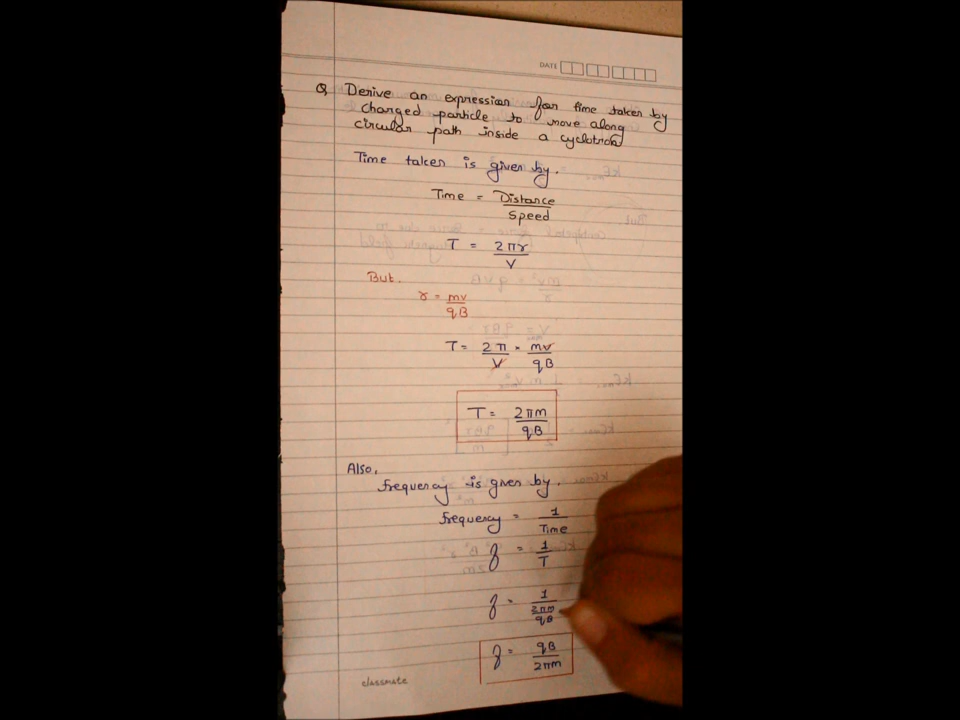 DATE
Q Derive an expression for time taken by
charged particle to move along
circular path inside a cyclotron
Time taken is given by.
Time = Distance / Speed
T = 2πr / V
But.
r = mv / qB
T = 2π / V × mv / qB
T = 2πm / qB
Also,
frequency is given by.
frequency = 1 / Time
f = 1 / T
f = 1 / (2πm / qB)
f = qB / 2πm
classmate